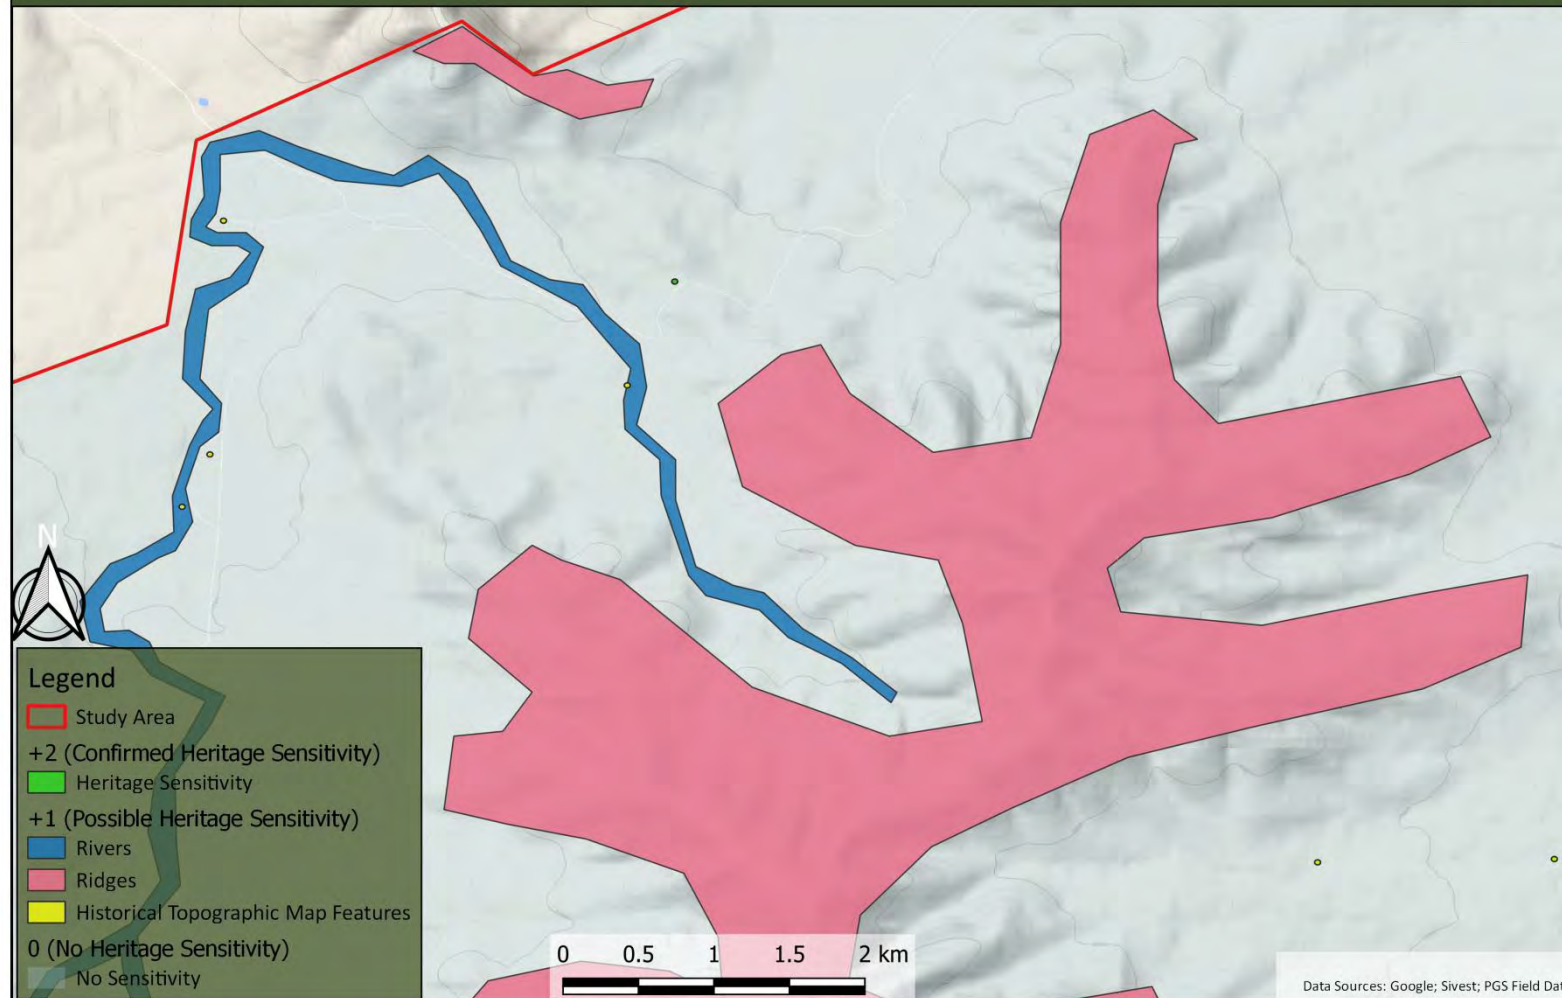 N
Legend
Study Area
+2 (Confirmed Heritage Sensitivity)
Heritage Sensitivity
+1 (Possible Heritage Sensitivity)
Rivers
Ridges
Historical Topographic Map Features
0 (No Heritage Sensitivity)
No Sensitivity
0 0.5 1 1.5 2 km
Data Sources: Google; Sivest; PGS Field Dat